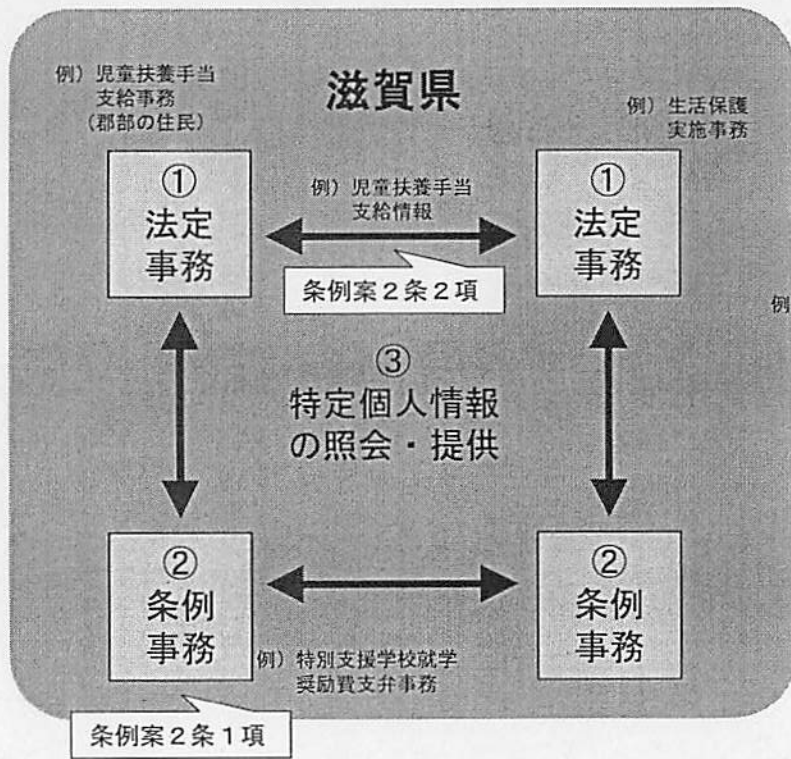 例）児童扶養手当
支給事務
（郡部の住民）
滋賀県
例）生活保護
実施事務
①
法定
事務
例）児童扶養手当
支給情報
①
法定
事務
条例案２条２項
例
③
特定個人情報
の照会・提供
②
条例
事務
②
条例
事務
例）特別支援学校就学
奨励費支弁事務
条例案２条１項